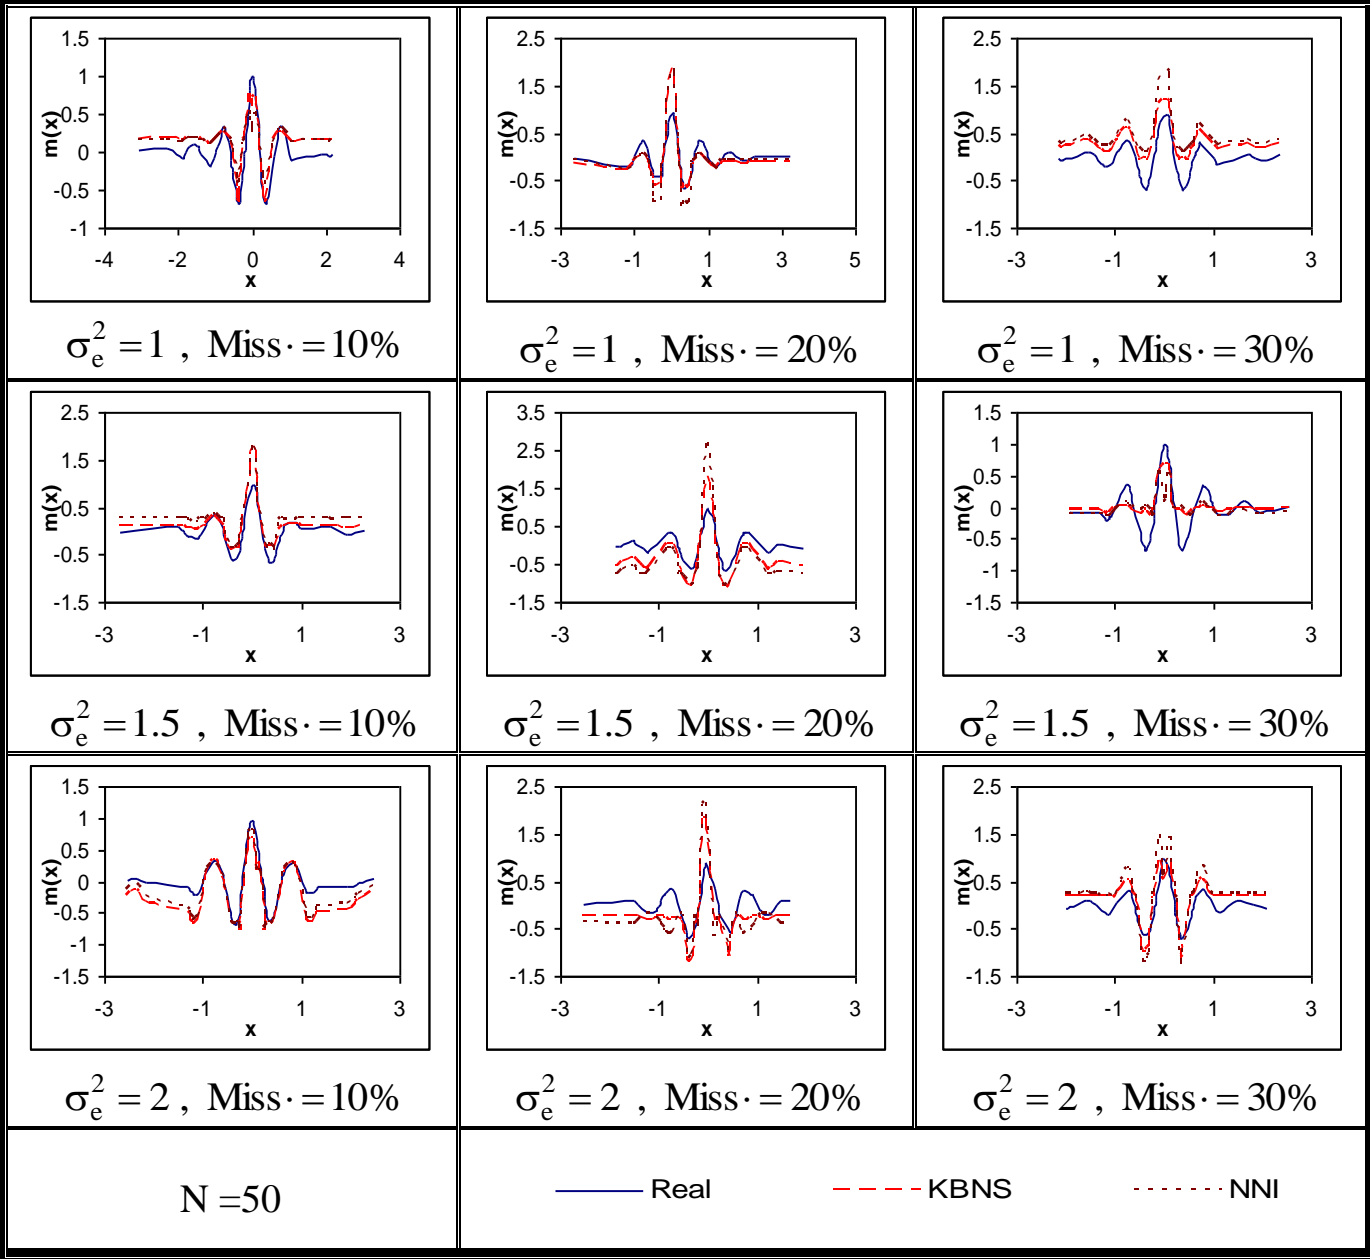 1.5
1
0.5
0
-0.5
-1
m(x)
-4 -2 0 2 4
x
σ²ₑ = 1 , Miss· = 10%
2.5
1.5
0.5
-0.5
-1.5
m(x)
-3 -1 1 3 5
x
σ²ₑ = 1 , Miss· = 20%
2.5
1.5
0.5
-0.5
-1.5
m(x)
-3 -1 1 3
x
σ²ₑ = 1 , Miss· = 30%
2.5
1.5
0.5
-0.5
-1.5
m(x)
-3 -1 1 3
x
σ²ₑ = 1.5 , Miss· = 10%
3.5
2.5
1.5
0.5
-0.5
-1.5
m(x)
-3 -1 1 3
x
σ²ₑ = 1.5 , Miss· = 20%
1.5
1
0.5
0
-0.5
-1
-1.5
m(x)
-3 -1 1 3
x
σ²ₑ = 1.5 , Miss· = 30%
1.5
1
0.5
0
-0.5
-1
-1.5
m(x)
-3 -1 1 3
x
σ²ₑ = 2 , Miss· = 10%
2.5
1.5
0.5
-0.5
-1.5
m(x)
-3 -1 1 3
x
σ²ₑ = 2 , Miss· = 20%
2.5
1.5
0.5
-0.5
-1.5
m(x)
-3 -1 1 3
x
σ²ₑ = 2 , Miss· = 30%
N =50
Real KBNS NNI